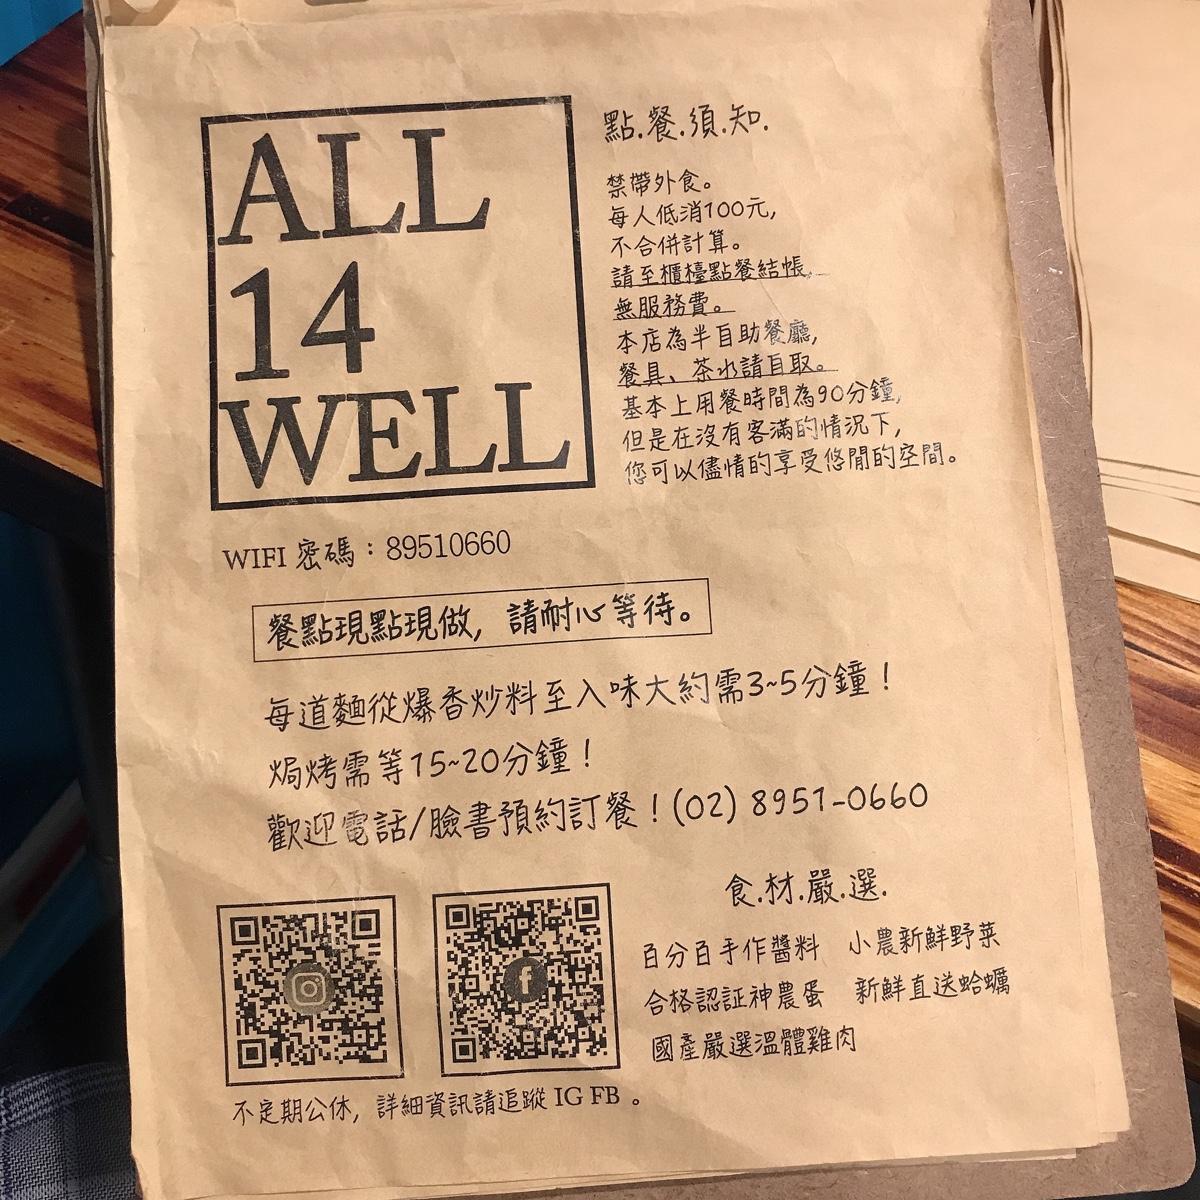 ALL
14
WELL
點.餐.須.知.
禁帶外食。
每人低消100元,
不合併計算。
請至櫃檯點餐結帳,
無服務費。
本店為半自助餐廳,
餐具、茶水請自取。
基本上用餐時間為90分鐘,
但是在沒有客滿的情況下,
您可以儘情的享受悠閒的空間。
WIFI 密碼：89510660
餐點現點現做, 請耐心等待。
每道麵從爆香炒料至入味大約需3~5分鐘！
焗烤需等15~20分鐘！
歡迎電話/臉書預約訂餐！(02) 8951-0660
食.材.嚴.選.
百分百手作醬料 小農新鮮野菜
合格認証神農蛋 新鮮直送蛤蠣
國產嚴選溫體雞肉
不定期公休, 詳細資訊請追蹤 IG FB 。